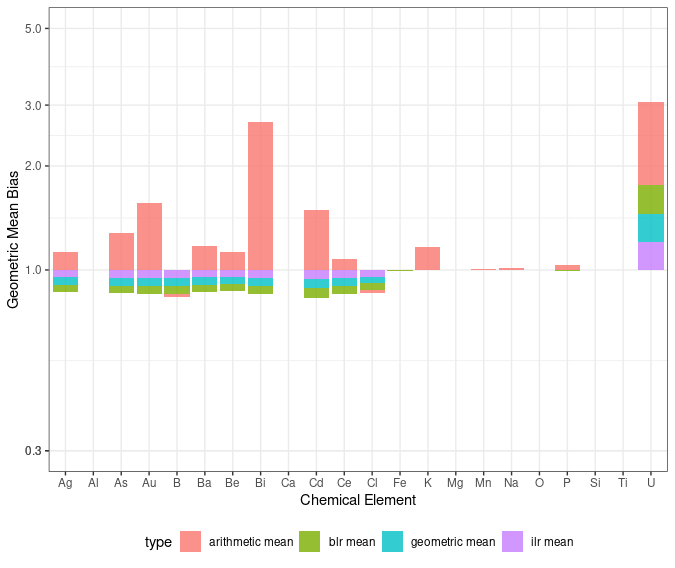 5.0
3.0
2.0
1.0
0.3
Geometric Mean Bias
Ag Al As Au B Ba Be Bi Ca Cd Ce Cl Fe K Mg Mn Na O P Si Ti U
Chemical Element
type arithmetic mean blr mean geometric mean ilr mean